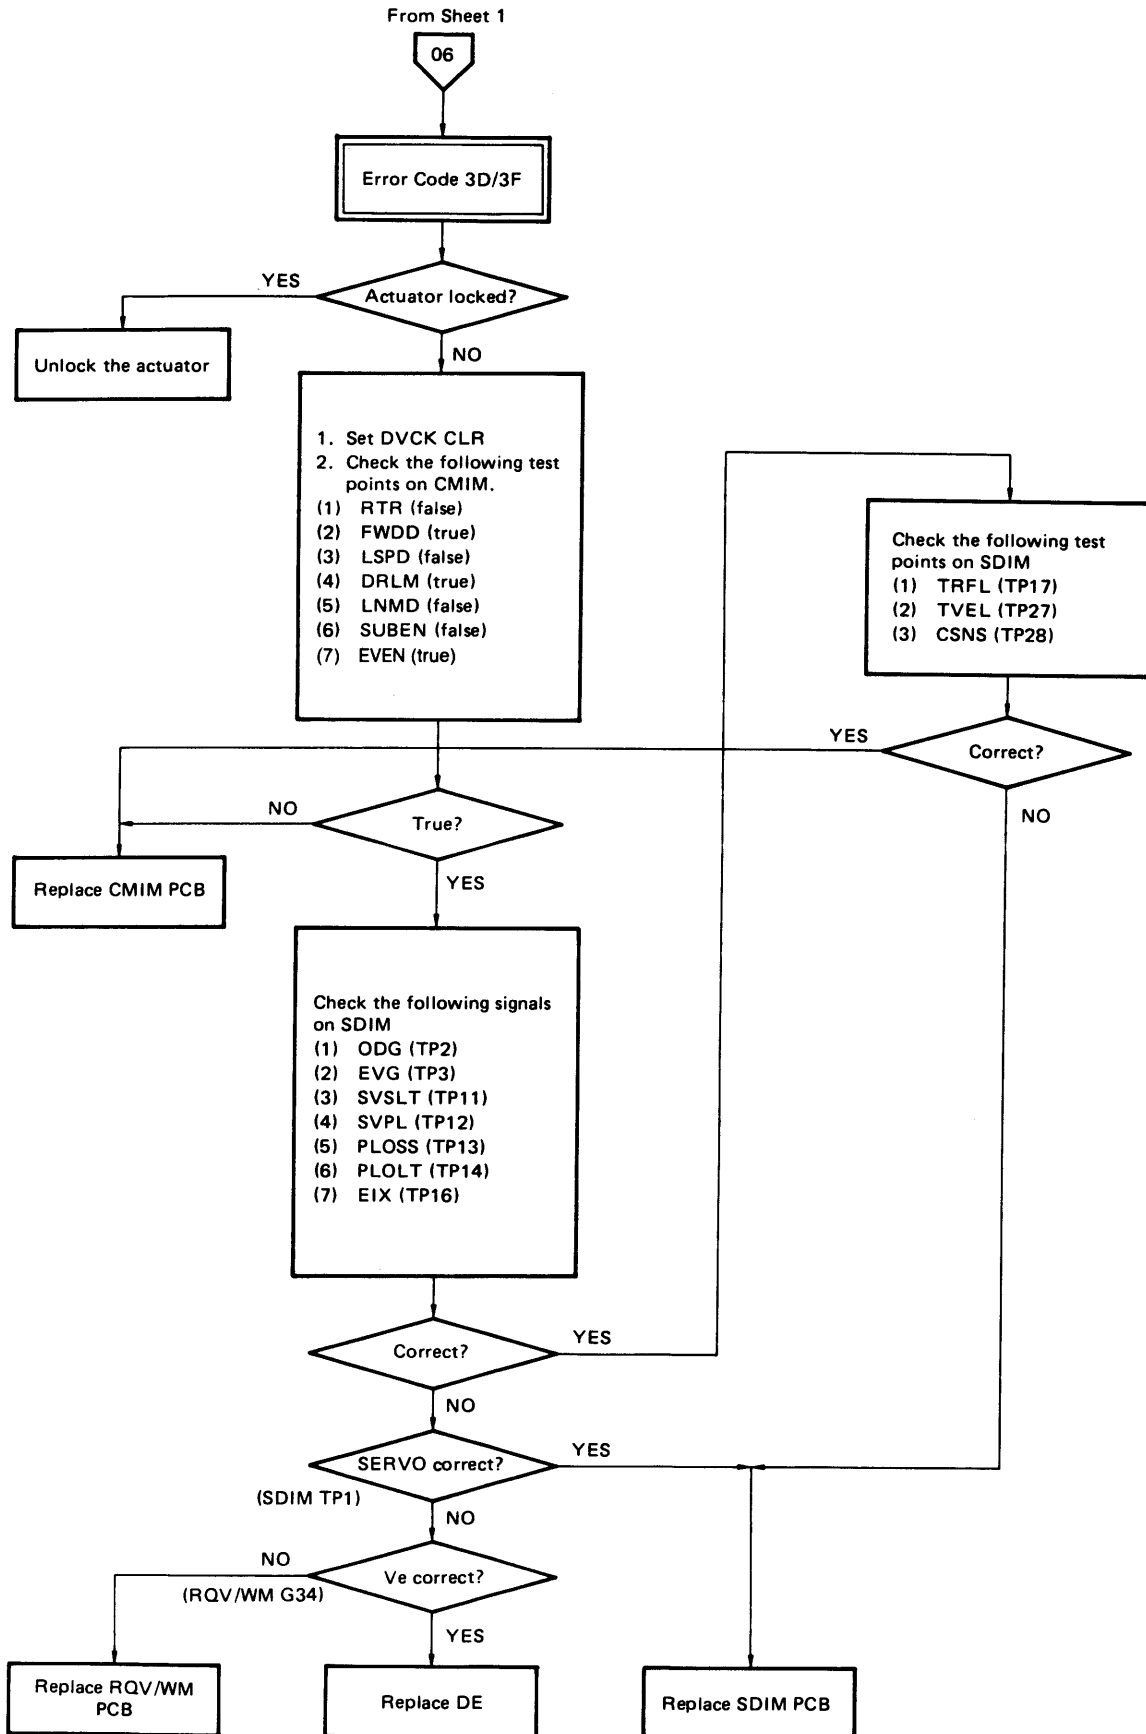 From Sheet 1
06
Error Code 3D/3F
YES
Actuator locked?
Unlock the actuator
NO
1. Set DVCK CLR
2. Check the following test
points on CMIM.
(1) RTR (false)
(2) FWDD (true)
(3) LSPD (false)
(4) DRLM (true)
(5) LNMD (false)
(6) SUBEN (false)
(7) EVEN (true)
Check the following test
points on SDIM
(1) TRFL (TP17)
(2) TVEL (TP27)
(3) CSNS (TP28)
YES
Correct?
NO
NO
True?
YES
Replace CMIM PCB
Check the following signals
on SDIM
(1) ODG (TP2)
(2) EVG (TP3)
(3) SVSLT (TP11)
(4) SVPL (TP12)
(5) PLOSS (TP13)
(6) PLOLT (TP14)
(7) EIX (TP16)
Correct?
YES
NO
SERVO correct?
YES
(SDIM TP1)
NO
NO
Ve correct?
(RQV/WM G34)
YES
Replace RQV/WM
PCB
Replace DE
Replace SDIM PCB